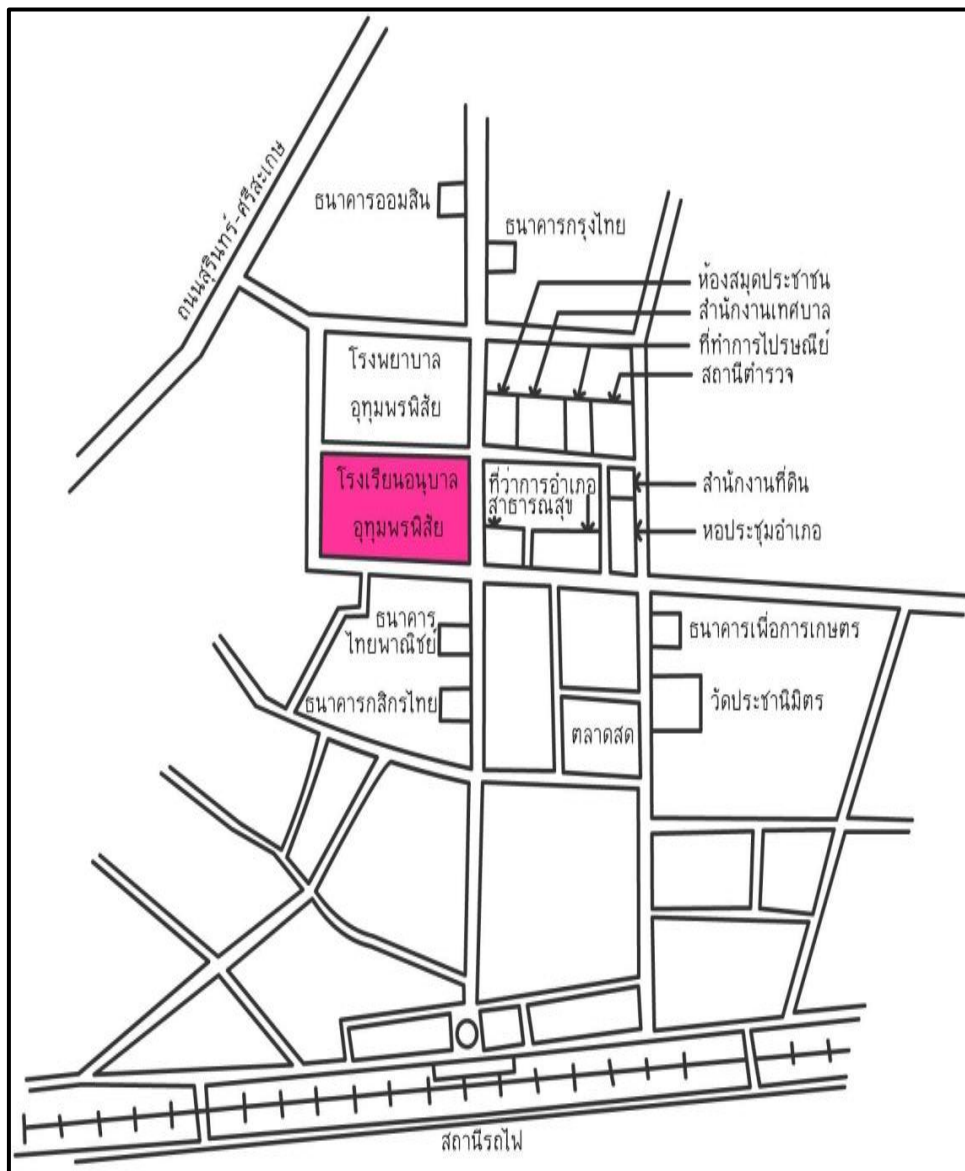 ถนนสุรินทร์-ศรีสะเกษ
ธนาคารออมสิน
ธนาคารกรุงไทย
ห้องสมุดประชาชน
สำนักงานเทศบาล
ที่ทำการไปรษณีย์
สถานีตำรวจ
โรงพยาบาล
อุทุมพรพิสัย
โรงเรียนอนุบาล
อุทุมพรพิสัย
ที่ว่าการอำเภอ
สาธารณสุข
สำนักงานที่ดิน
หอประชุมอำเภอ
ธนาคาร
ไทยพาณิชย์
ธนาคารเพื่อการเกษตร
ธนาคารกสิกรไทย
วัดประชานิมิตร
ตลาดสด
สถานีรถไฟ